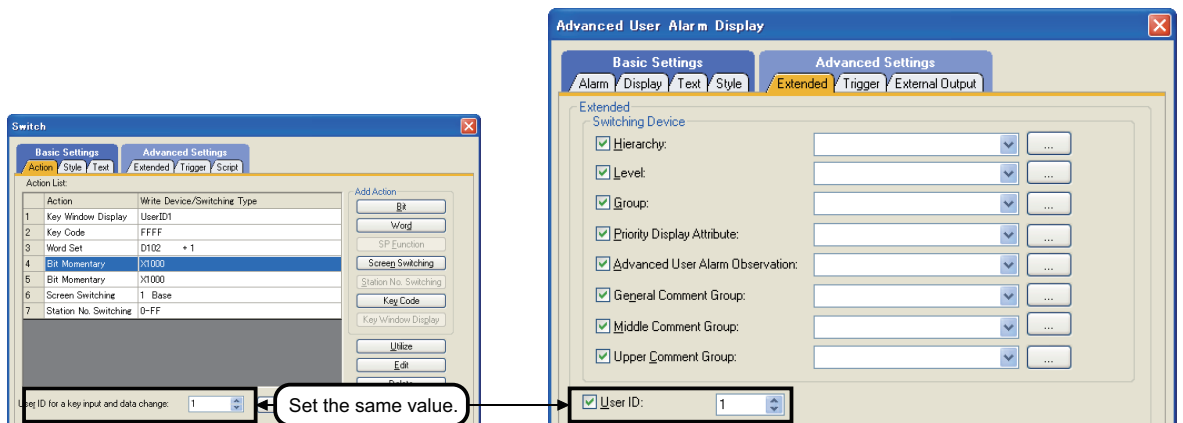 Switch
Basic Settings Advanced Settings
Action Style Text Extended Trigger Script
Action List:
Action Write Device/Switching Type
1 Key Window Display UserID1
2 Key Code FFFF
3 Word Set D102 + 1
4 Bit Momentary X1000
5 Bit Momentary X1000
6 Screen Switching 1 Base
7 Station No. Switching 0-FF
Add Action
Bit
Word
SP Function
Screen Switching
Station No. Switching
Key Code
Key Window Display
Utilize
Edit
Delete
User ID for a key input and data change: 1
Set the same value.
Advanced User Alarm Display
Basic Settings Advanced Settings
Alarm Display Text Style Extended Trigger External Output
Extended
Switching Device
Hierarchy: ...
Level: ...
Group: ...
Priority Display Attribute: ...
Advanced User Alarm Observation: ...
General Comment Group: ...
Middle Comment Group: ...
Upper Comment Group: ...
User ID: 1